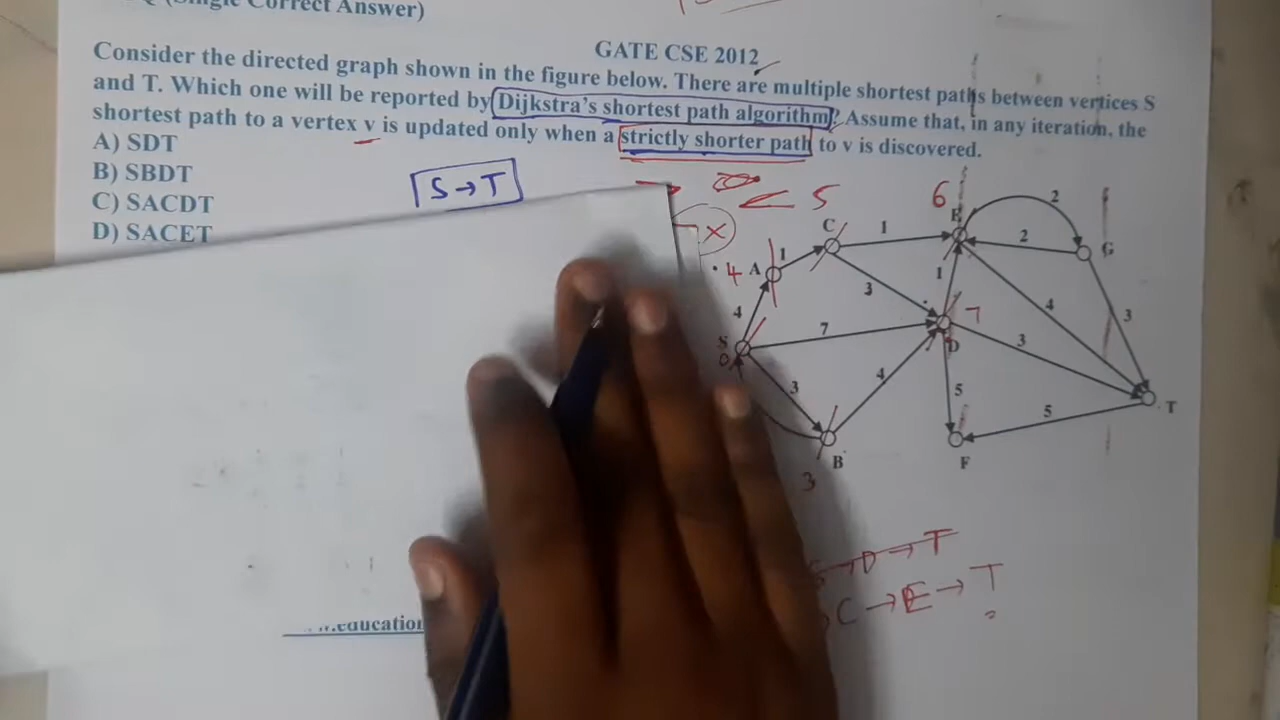 (Single Correct Answer)
GATE CSE 2012
Consider the directed graph shown in the figure below. There are multiple shortest paths between vertices S
and T. Which one will be reported by Dijkstra's shortest path algorithm? Assume that, in any iteration, the
shortest path to a vertex v is updated only when a strictly shorter path to v is discovered.
A) SDT
B) SBDT
C) SACDT
D) SACET
S → T
< 5
6
E
2
C
1
2
G
x
4
A
1
1
3
4
3
4
7
7
S
0
D
3
3
4
5
5
T
B
F
3
S → D → T
C → E → T